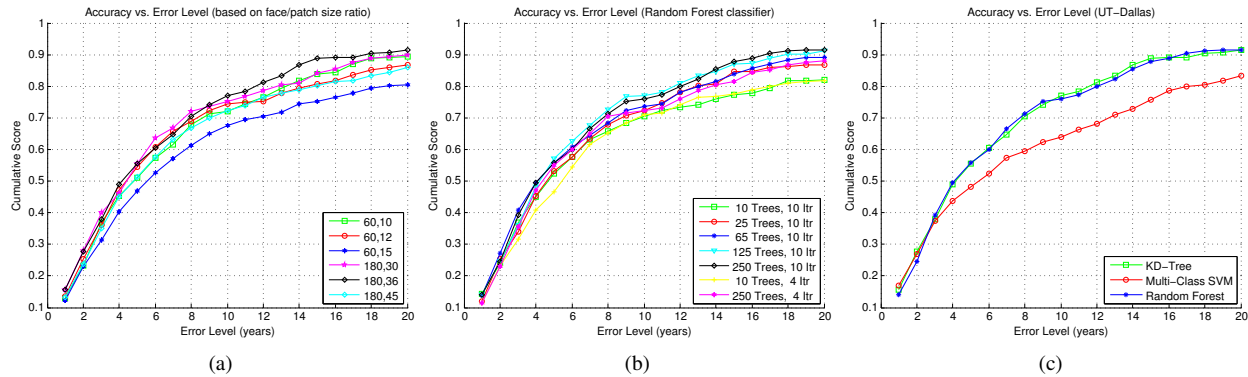 Accuracy vs. Error Level (based on face/patch size ratio)
1
0.9
0.8
0.7
0.6
0.5
0.4
0.3
0.2
0.1
Cumulative Score
0 2 4 6 8 10 12 14 16 18 20
Error Level (years)
60,10
60,12
60,15
180,30
180,36
180,45
(a)
Accuracy vs. Error Level (Random Forest classifier)
1
0.9
0.8
0.7
0.6
0.5
0.4
0.3
0.2
0.1
Cumulative Score
0 2 4 6 8 10 12 14 16 18 20
Error Level (years)
10 Trees, 10 Itr
25 Trees, 10 Itr
65 Trees, 10 Itr
125 Trees, 10 Itr
250 Trees, 10 Itr
10 Trees, 4 Itr
250 Trees, 4 Itr
(b)
Accuracy vs. Error Level (UT−Dallas)
1
0.9
0.8
0.7
0.6
0.5
0.4
0.3
0.2
0.1
Cumulative Score
0 2 4 6 8 10 12 14 16 18 20
Error Level (years)
KD−Tree
Multi−Class SVM
Random Forest
(c)